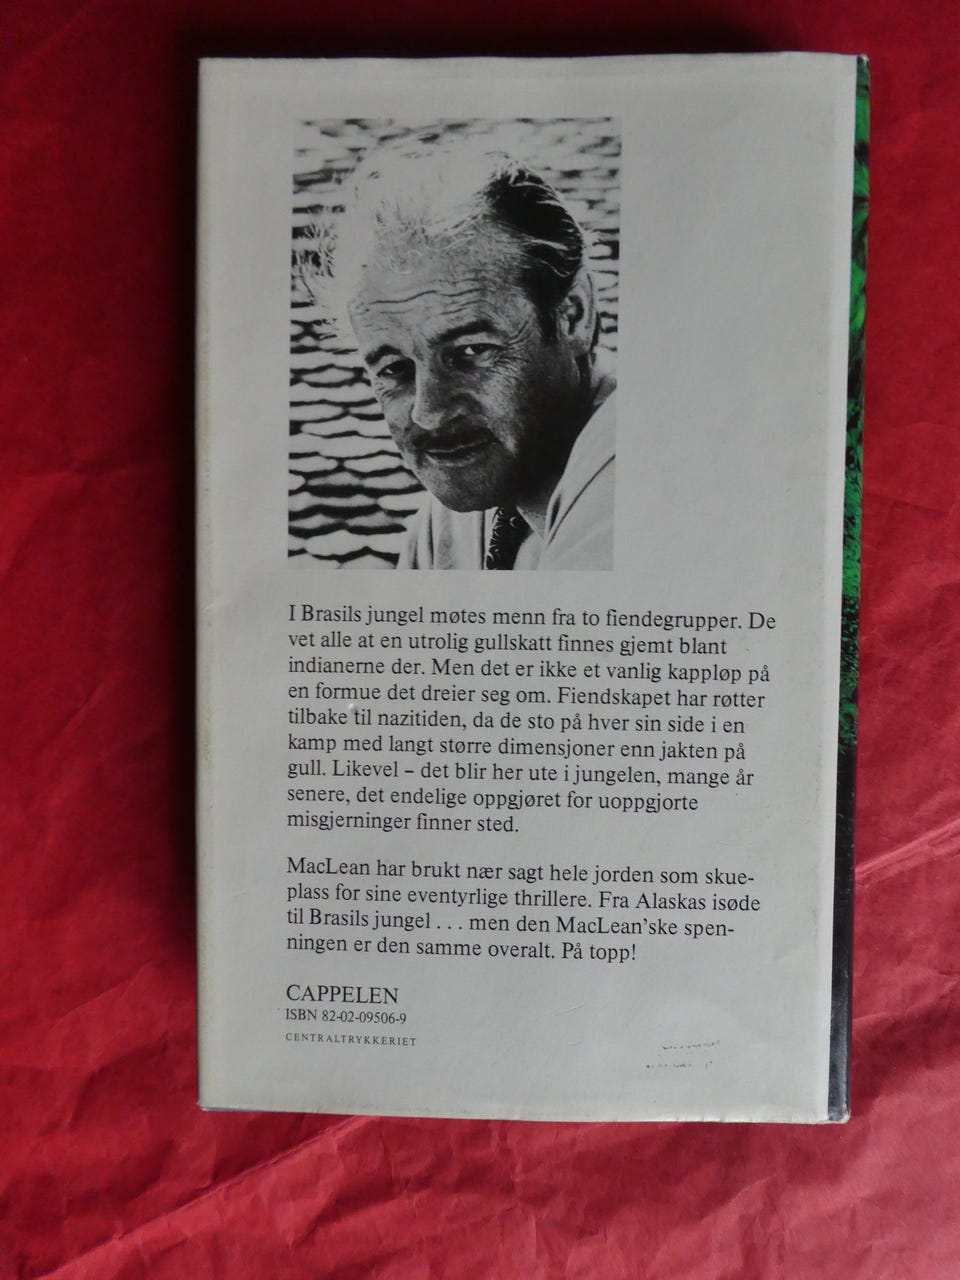 I Brasils jungel møtes menn fra to fiendegrupper. De
vet alle at en utrolig gullskatt finnes gjemt blant
indianerne der. Men det er ikke et vanlig kappløp på
en formue det dreier seg om. Fiendskapet har røtter
tilbake til nazitiden, da de sto på hver sin side i en
kamp med langt større dimensjoner enn jakten på
gull. Likevel – det blir her ute i jungelen, mange år
senere, det endelige oppgjøret for uoppgjorte
misgjerninger finner sted.
MacLean har brukt nær sagt hele jorden som skue-
plass for sine eventyrlige thrillere. Fra Alaskas isøde
til Brasils jungel . . . men den MacLean'ske spen-
ningen er den samme overalt. På topp!
CAPPELEN
ISBN 82-02-09506-9
CENTRALTRYKKERIET